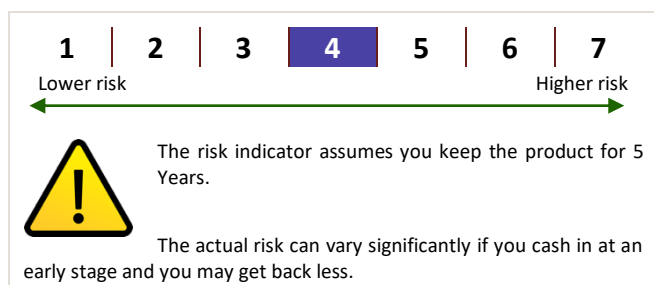 1 2 3 4 5 6 7
Lower risk Higher risk
The risk indicator assumes you keep the product for 5
Years.
The actual risk can vary significantly if you cash in at an
early stage and you may get back less.